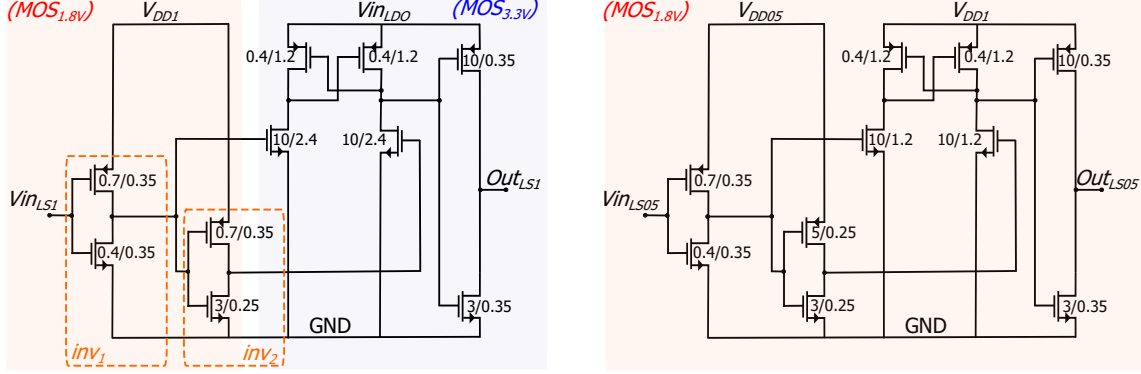 (MOS1.8V) VDD1 VinLDO (MOS3.3V)
0.4/1.2 0.4/1.2 10/0.35
10/2.4 10/2.4
0.7/0.35
VinLS1 OutLS1
0.7/0.35
0.4/0.35
3/0.25 3/0.35
GND
inv1 inv2
(MOS1.8V) VDD05 VDD1
0.4/1.2 0.4/1.2 10/0.35
10/1.2 10/1.2
0.7/0.35
VinLS05 OutLS05
5/0.25
0.4/0.35
3/0.25 3/0.35
GND